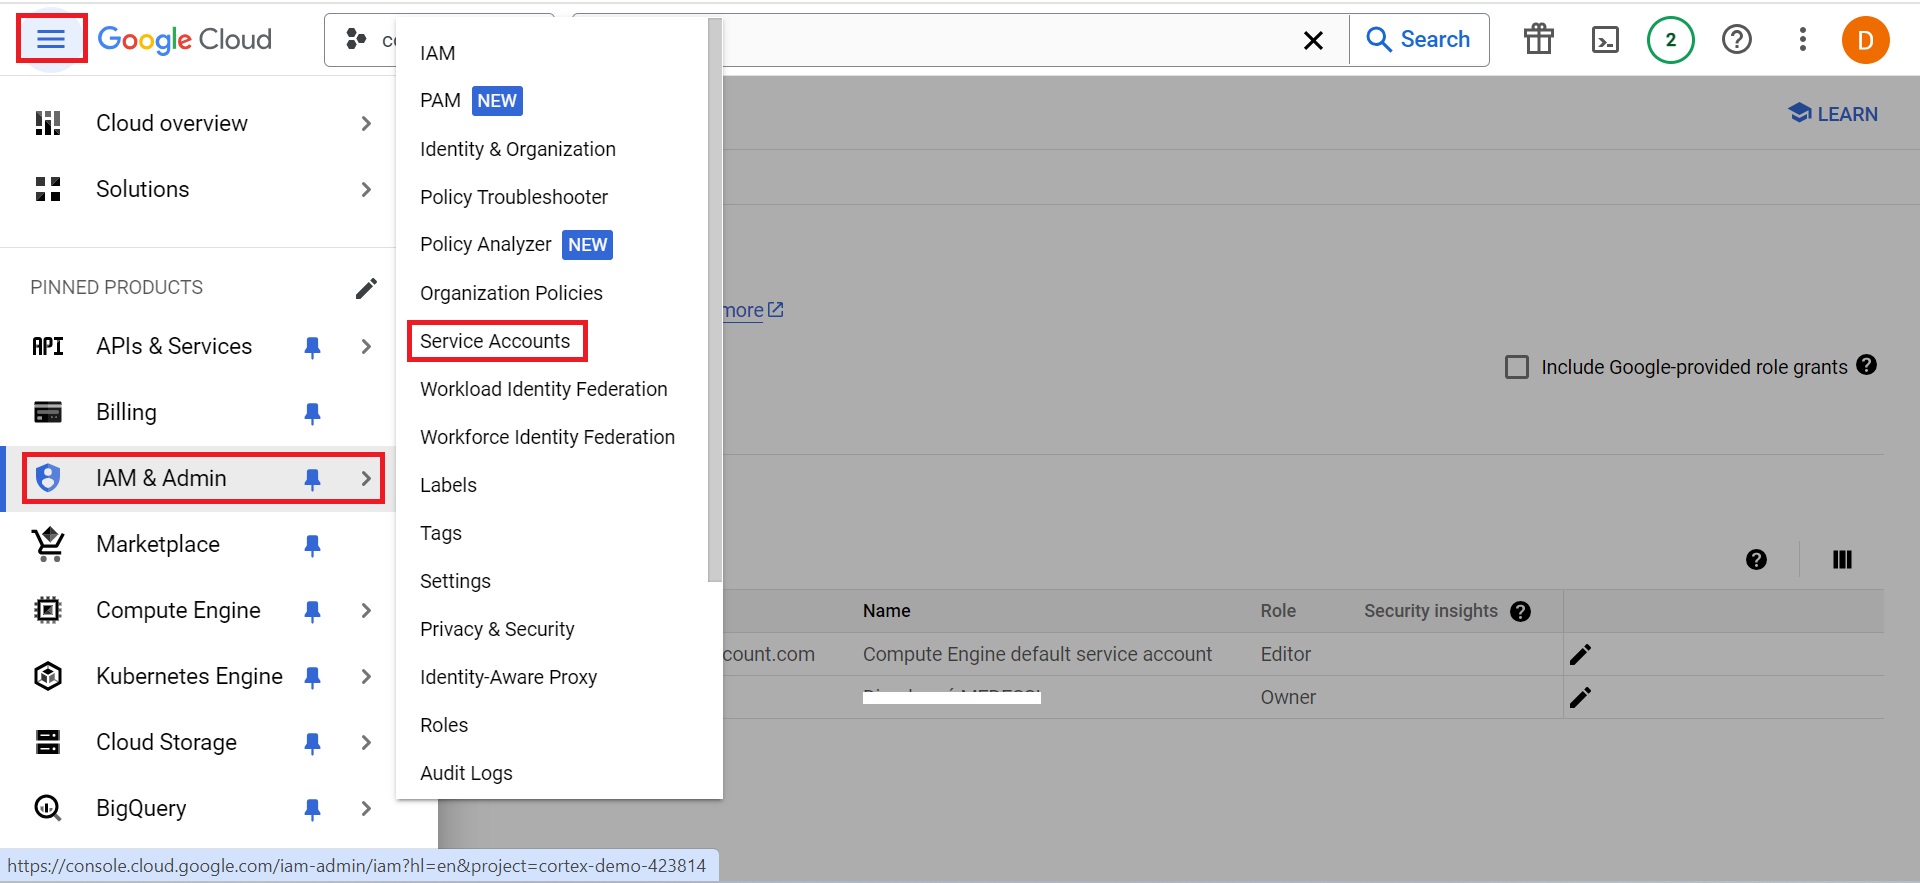 Google Cloud
Search
2
D
Cloud overview
Solutions
PINNED PRODUCTS
API APIs & Services
Billing
IAM & Admin
Marketplace
Compute Engine
Kubernetes Engine
Cloud Storage
BigQuery
IAM
PAM NEW
Identity & Organization
Policy Troubleshooter
Policy Analyzer NEW
Organization Policies
Service Accounts
Workload Identity Federation
Workforce Identity Federation
Labels
Tags
Settings
Privacy & Security
Identity-Aware Proxy
Roles
Audit Logs
LEARN
more
Include Google-provided role grants
Name Role Security insights
count.com Compute Engine default service account Editor
Owner
https://console.cloud.google.com/iam-admin/iam?hl=en&project=cortex-demo-423814